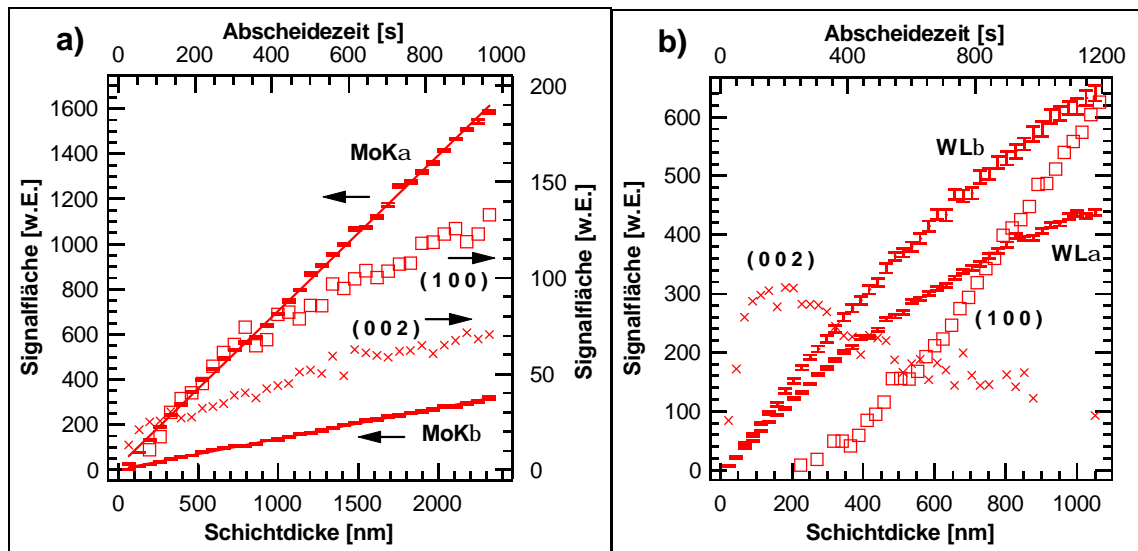 a)
Abscheidezeit [s]
0 200 400 600 800 1000
Signalfläche [w.E.]
1600
1400
1200
1000
800
600
400
200
0
200
150
100
50
0
Signalfläche [w.E.]
MoKa
(100)
(002)
MoKb
0 500 1000 1500 2000
Schichtdicke [nm]
b)
Abscheidezeit [s]
0 400 800 1200
Signalfläche [w.E.]
600
500
400
300
200
100
0
WLb
WLa
(002)
(100)
0 200 400 600 800 1000
Schichtdicke [nm]